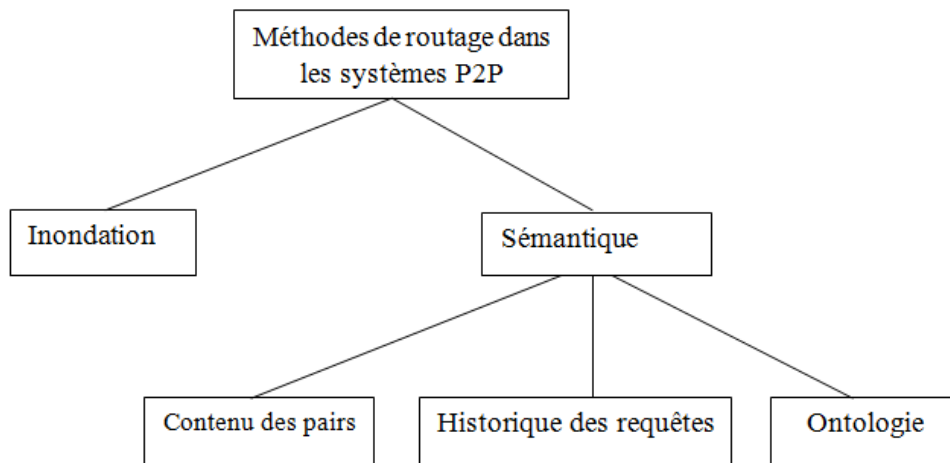 Méthodes de routage dans
les systèmes P2P
Inondation
Sémantique
Contenu des pairs
Historique des requêtes
Ontologie